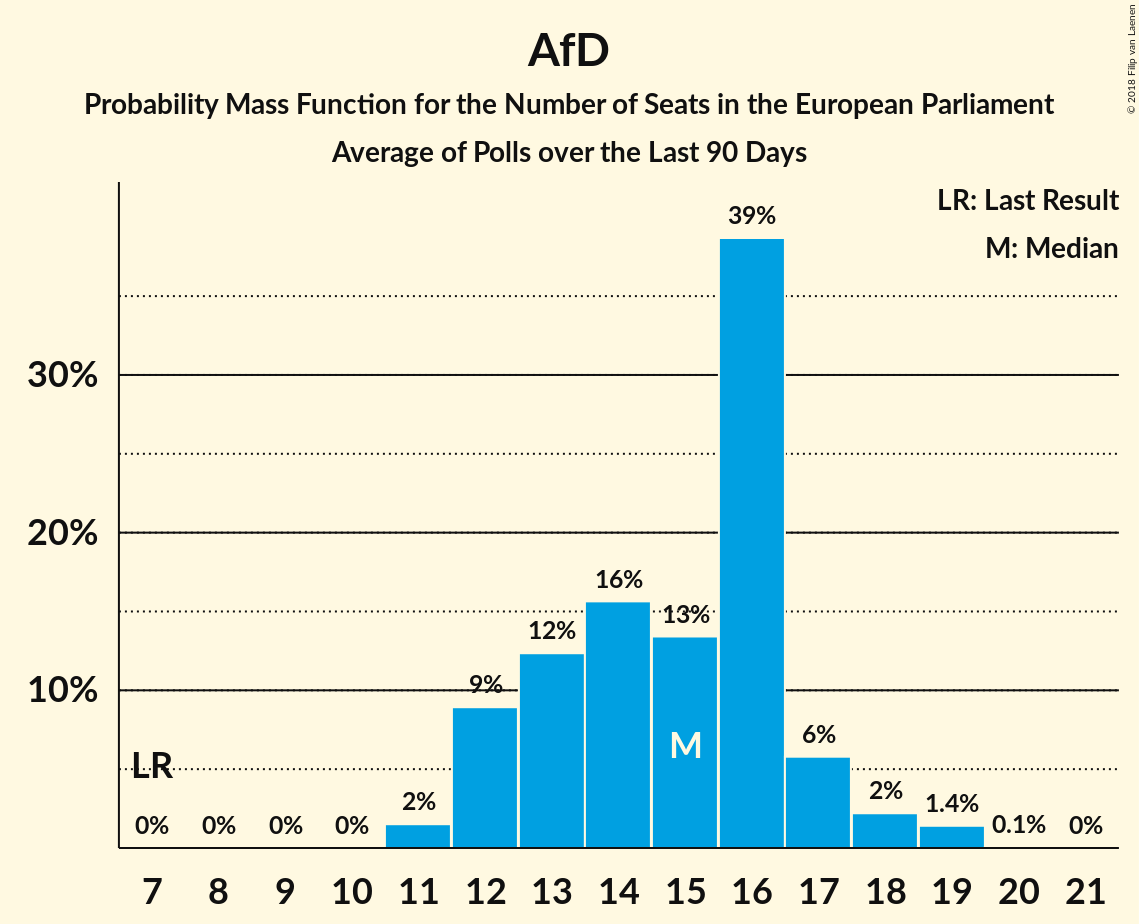 AfD
Probability Mass Function for the Number of Seats in the European Parliament
Average of Polls over the Last 90 Days
© 2018 Filip van Laenen
LR: Last Result
M: Median
39%
30%
20%
16%
13%
12%
10%
9%
M
6%
LR
2%
2%
1.4%
0% 0% 0% 0% 0.1% 0%
7 8 9 10 11 12 13 14 15 16 17 18 19 20 21